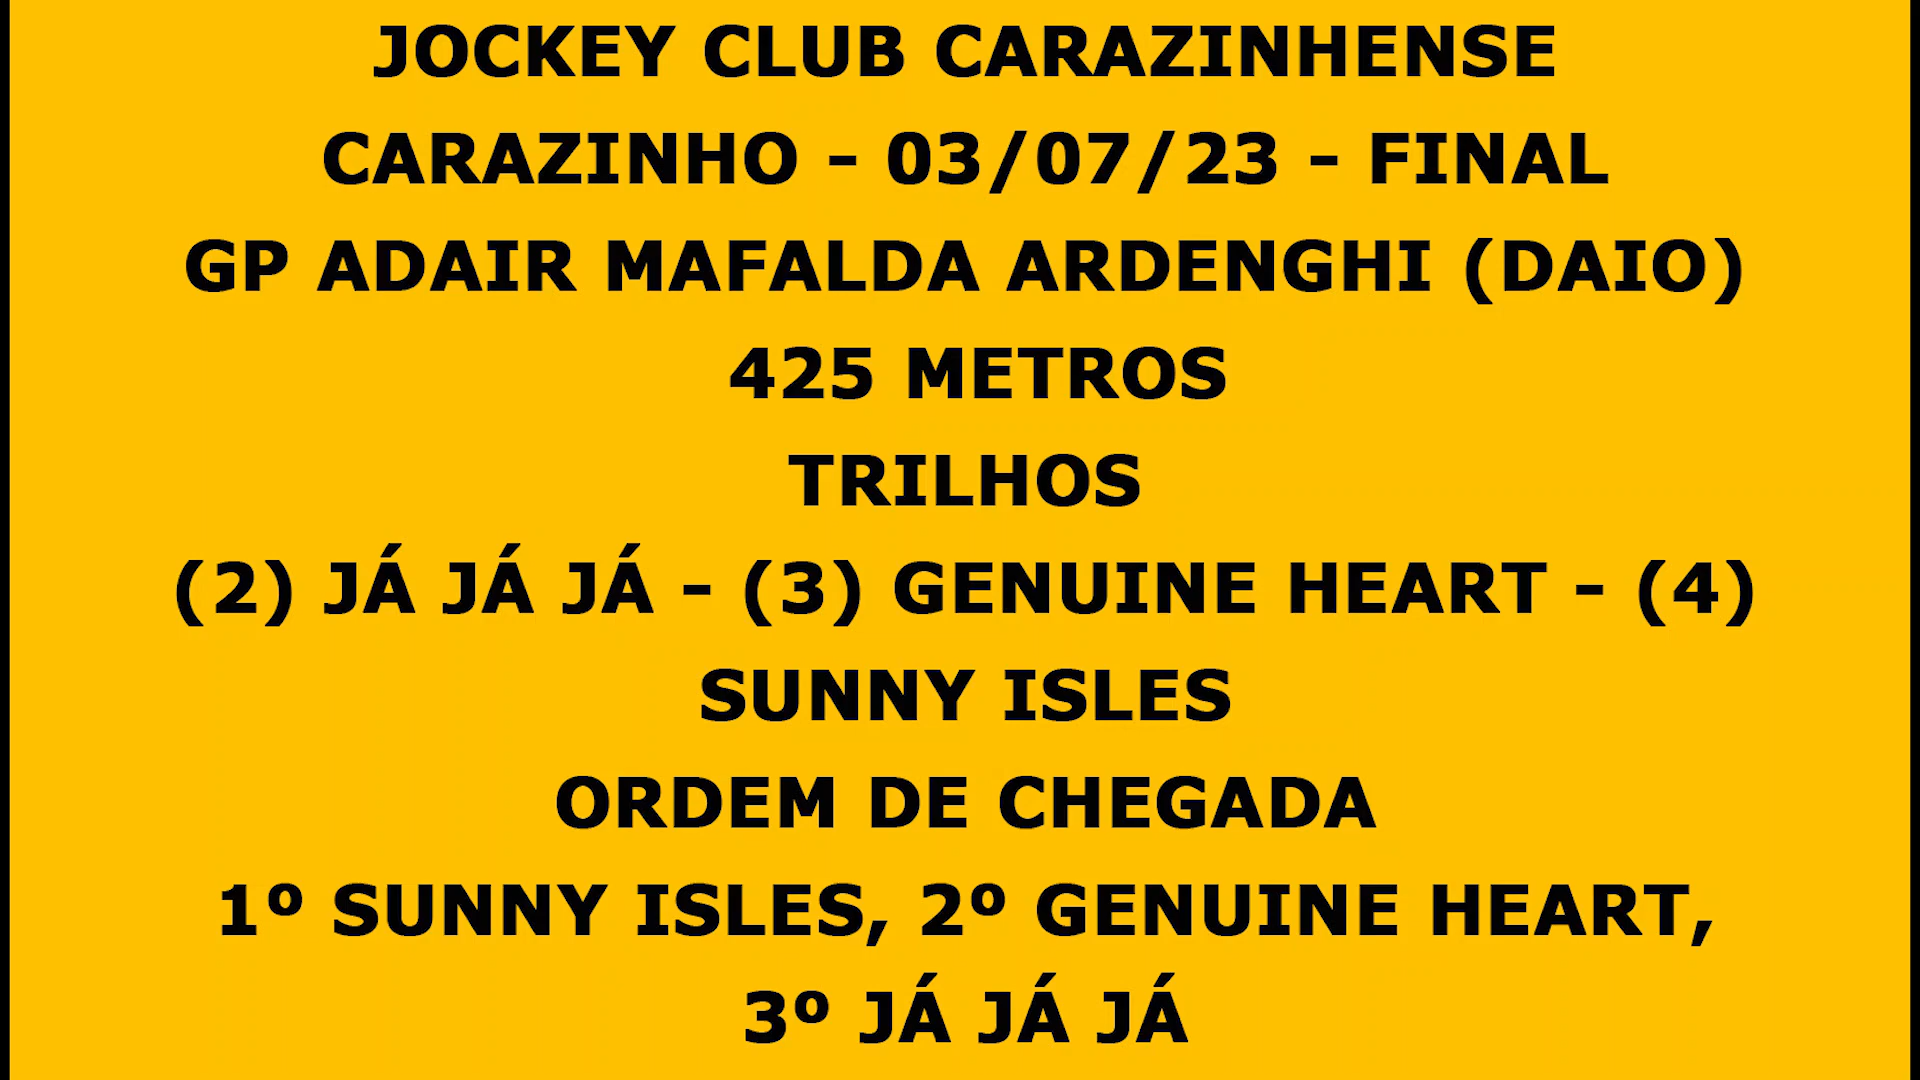 JOCKEY CLUB CARAZINHENSE
CARAZINHO - 03/07/23 - FINAL
GP ADAIR MAFALDA ARDENGHI (DAIO)
425 METROS
TRILHOS
(2) JÁ JÁ JÁ - (3) GENUINE HEART - (4)
SUNNY ISLES
ORDEM DE CHEGADA
1º SUNNY ISLES, 2º GENUINE HEART,
3º JÁ JÁ JÁ